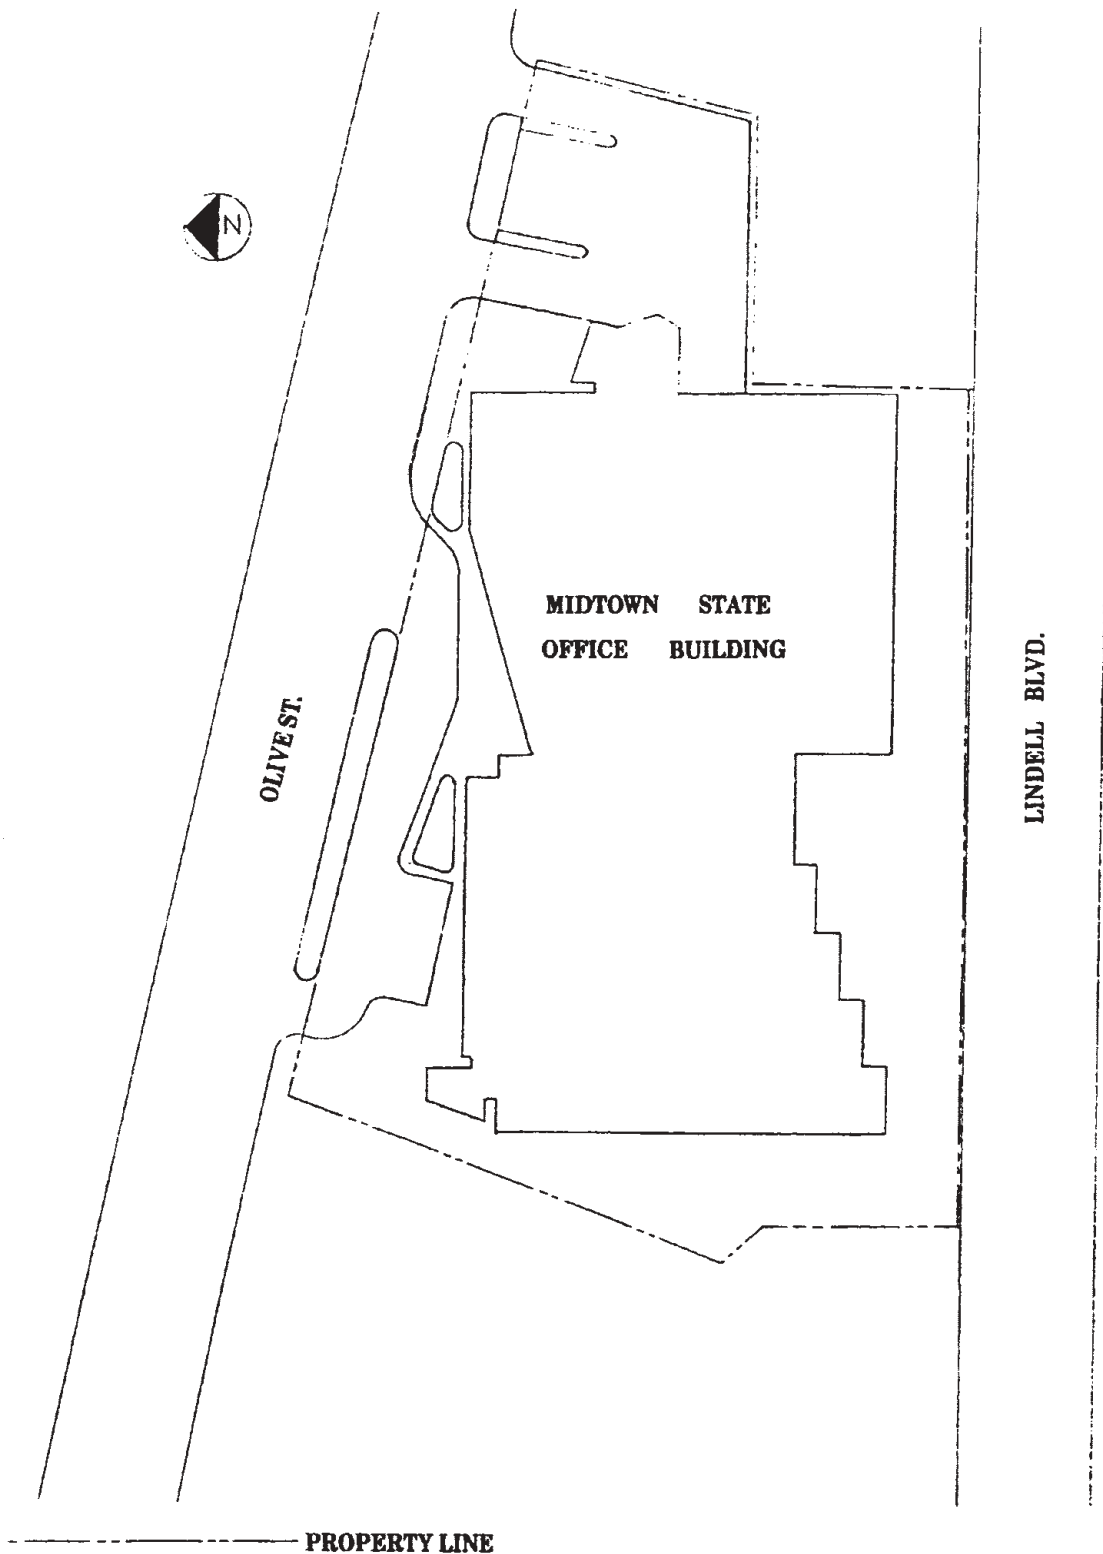 N
MIDTOWN STATE
OFFICE BUILDING
LINDELL BLVD.
OLIVE ST.
PROPERTY LINE